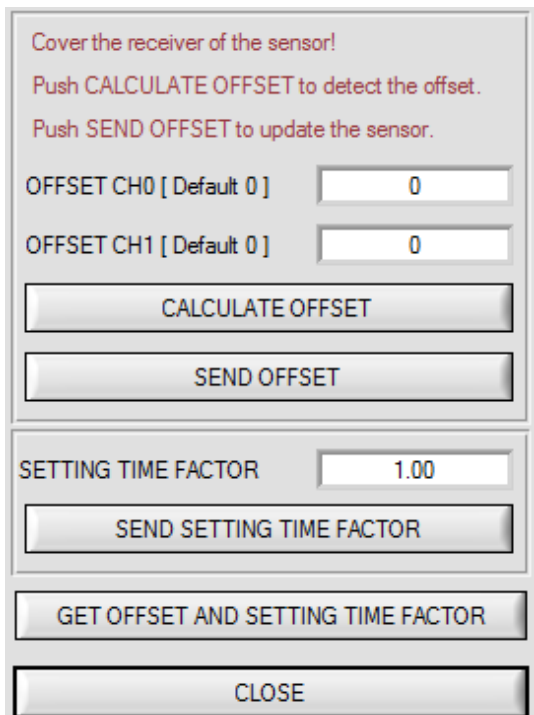 Cover the receiver of the sensor!
Push CALCULATE OFFSET to detect the offset.
Push SEND OFFSET to update the sensor.
OFFSET CH0 [ Default 0 ] 0
OFFSET CH1 [ Default 0 ] 0
CALCULATE OFFSET
SEND OFFSET
SETTING TIME FACTOR 1.00
SEND SETTING TIME FACTOR
GET OFFSET AND SETTING TIME FACTOR
CLOSE